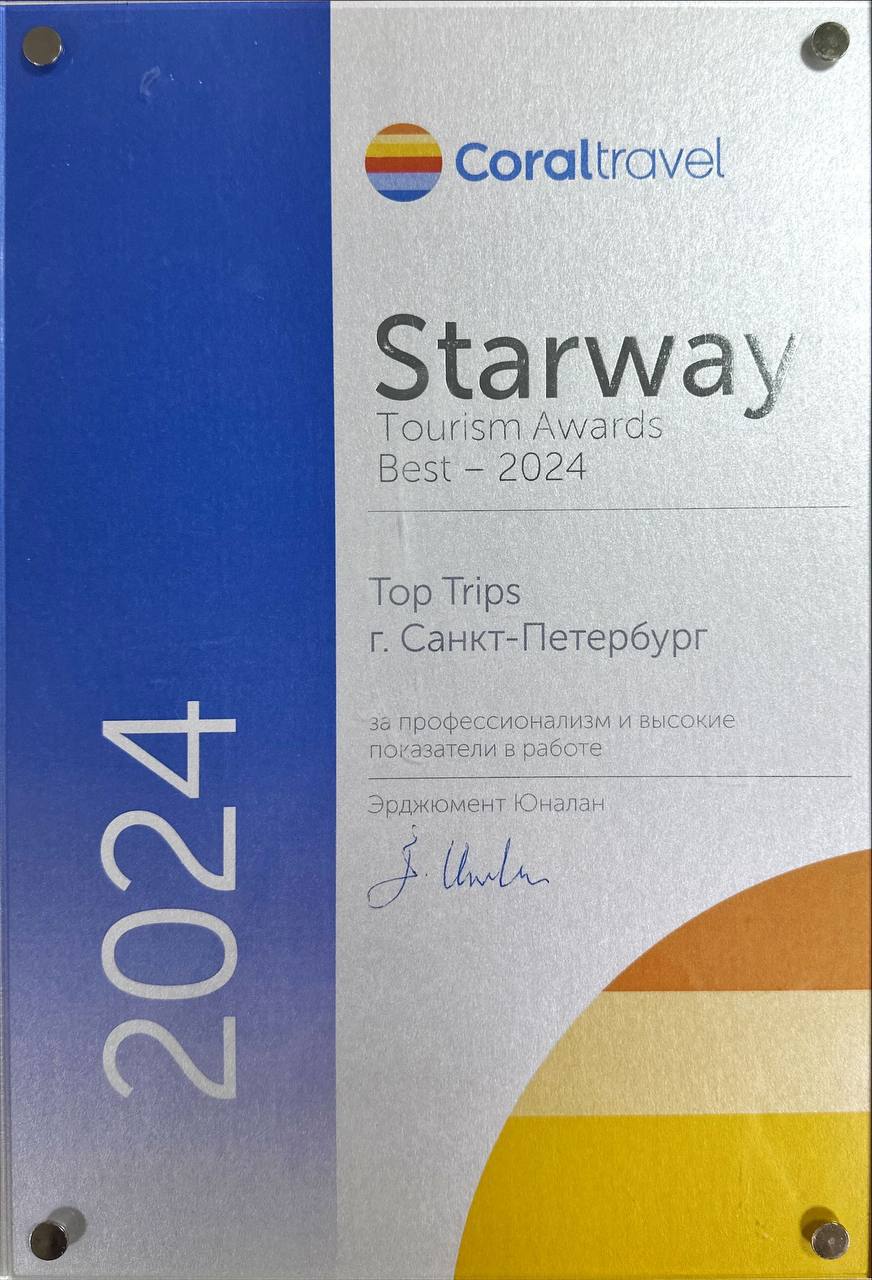 Coraltravel
Starway
Tourism Awards
Best – 2024
Top Trips
г. Санкт-Петербург
за профессионализм и высокие
показатели в работе
Эрджюмент Юналан
2024